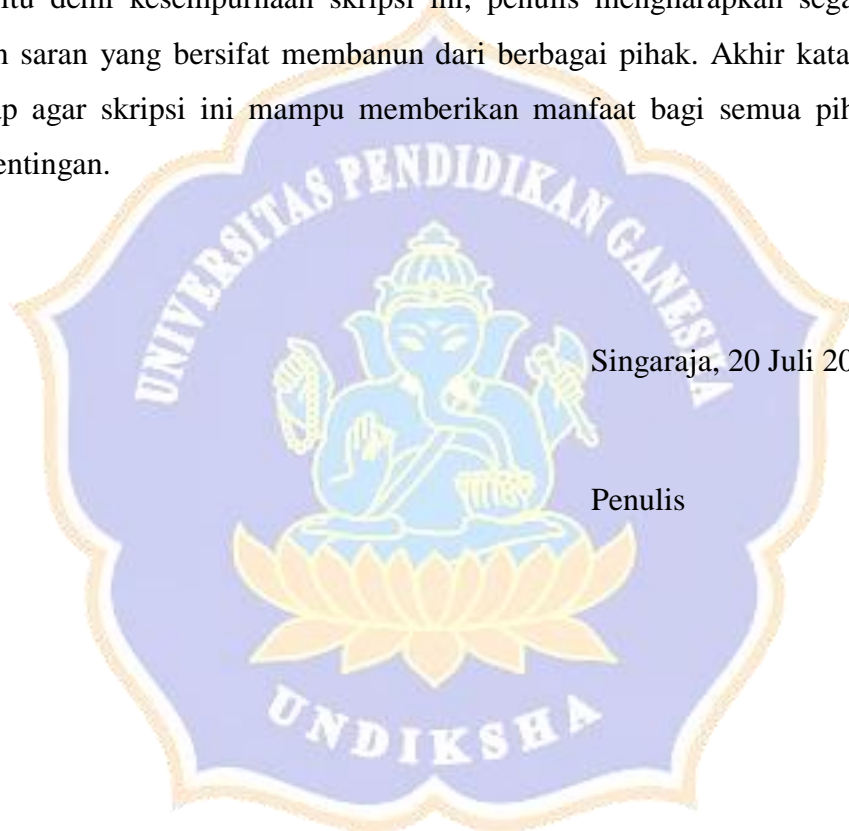 itu demi kesempurnaan skripsi ini, penulis mengharapkan sega
n saran yang bersifat membanun dari berbagai pihak. Akhir kata
p agar skripsi ini mampu memberikan manfaat bagi semua pih
entingan.
UNIVERSITAS PENDIDIKAN GANESHA
Singaraja, 20 Juli 20
Penulis
UNDIKSHA